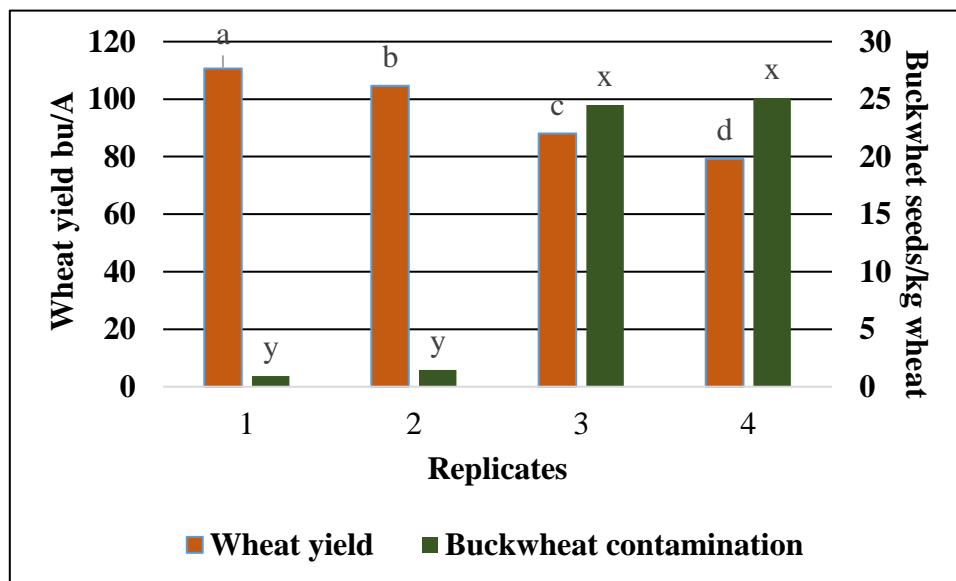 Wheat yield bu/A
120
100
80
60
40
20
0
a
b
c
d
x
x
y
y
30
25
20
15
10
5
0
Buckwhet seeds/kg wheat
1 2 3 4
Replicates
Wheat yield Buckwheat contamination